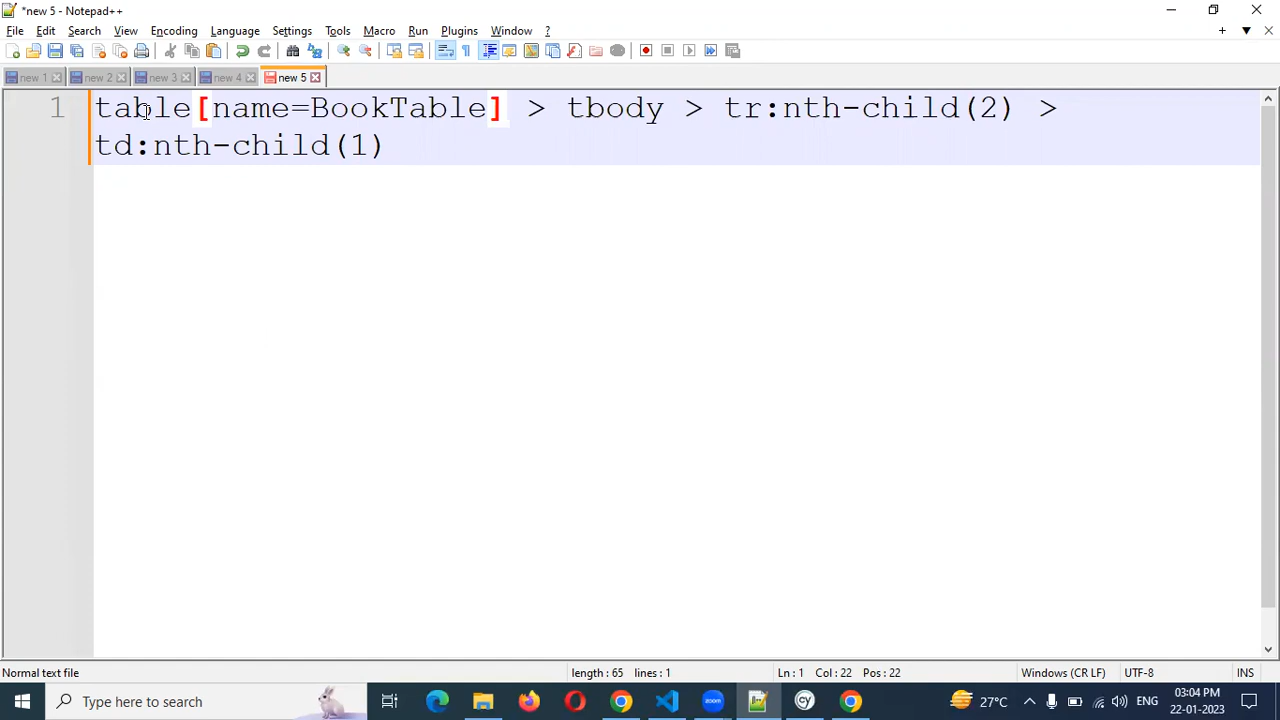 *new 5 - Notepad++
File Edit Search View Encoding Language Settings Tools Macro Run Plugins Window ?
new 1 new 2 new 3 new 4 new 5
1 table[name=BookTable] > tbody > tr:nth-child(2) >
td:nth-child(1)
Normal text file length : 65 lines : 1 Ln : 1 Col : 22 Pos : 22 Windows (CR LF) UTF-8 INS
Type here to search 27°C ENG 03:04 PM
22-01-2023